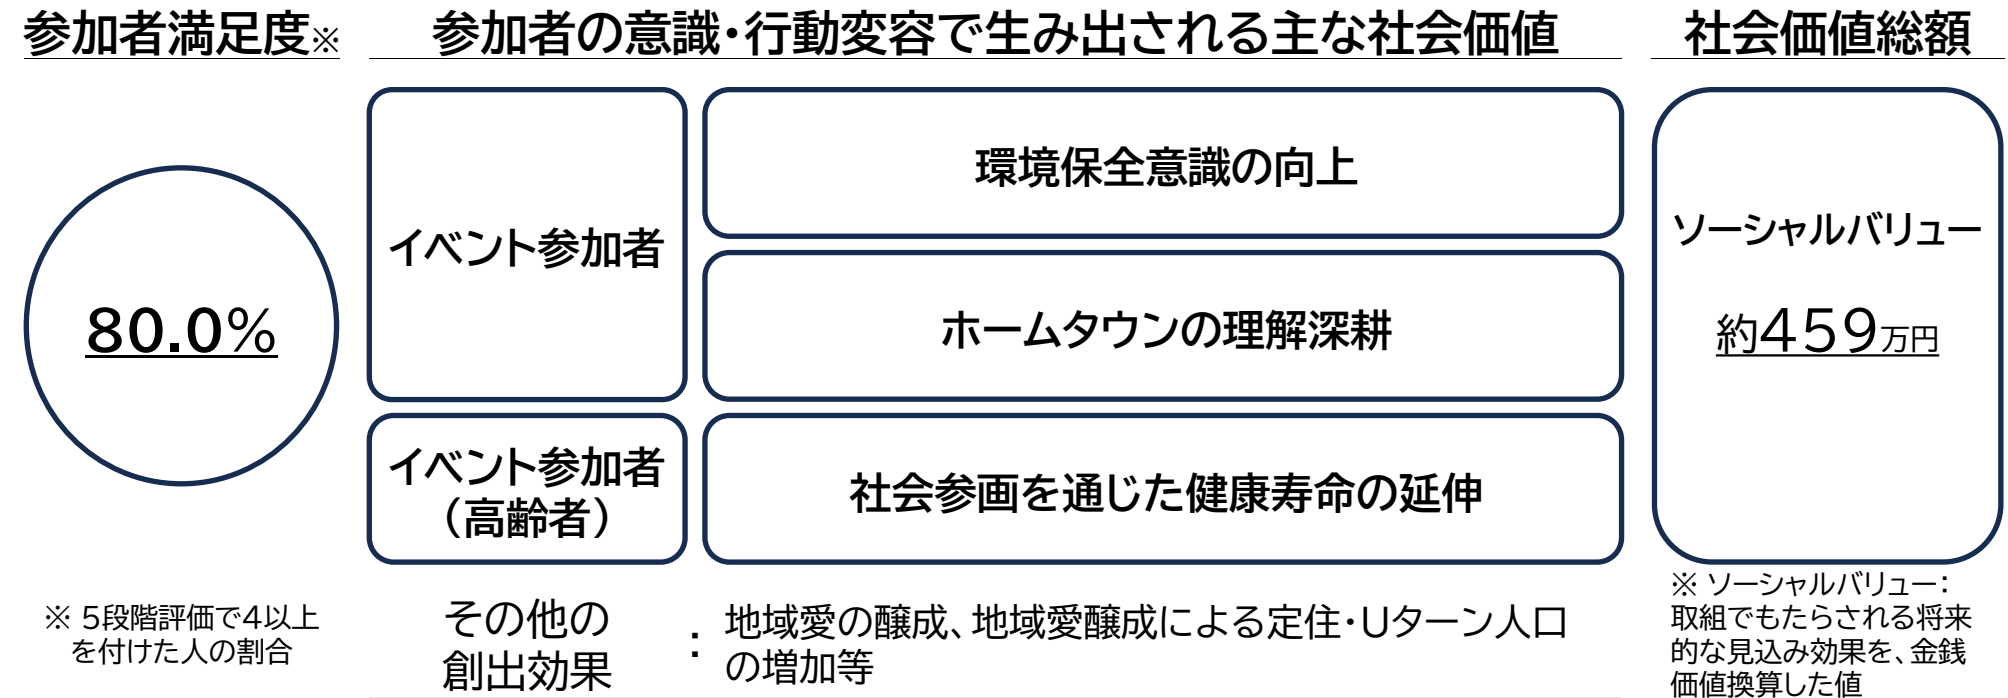 参加者満足度※
参加者の意識・行動変容で生み出される主な社会価値
社会価値総額
80.0%
イベント参加者
環境保全意識の向上
ホームタウンの理解深耕
イベント参加者
（高齢者）
社会参画を通じた健康寿命の延伸
ソーシャルバリュー
約459万円
※ 5段階評価で4以上
を付けた人の割合
その他の
創出効果
：
地域愛の醸成、地域愛醸成による定住・Uターン人口
の増加等
※ ソーシャルバリュー：
取組でもたらされる将来
的な見込み効果を、金銭
価値換算した値